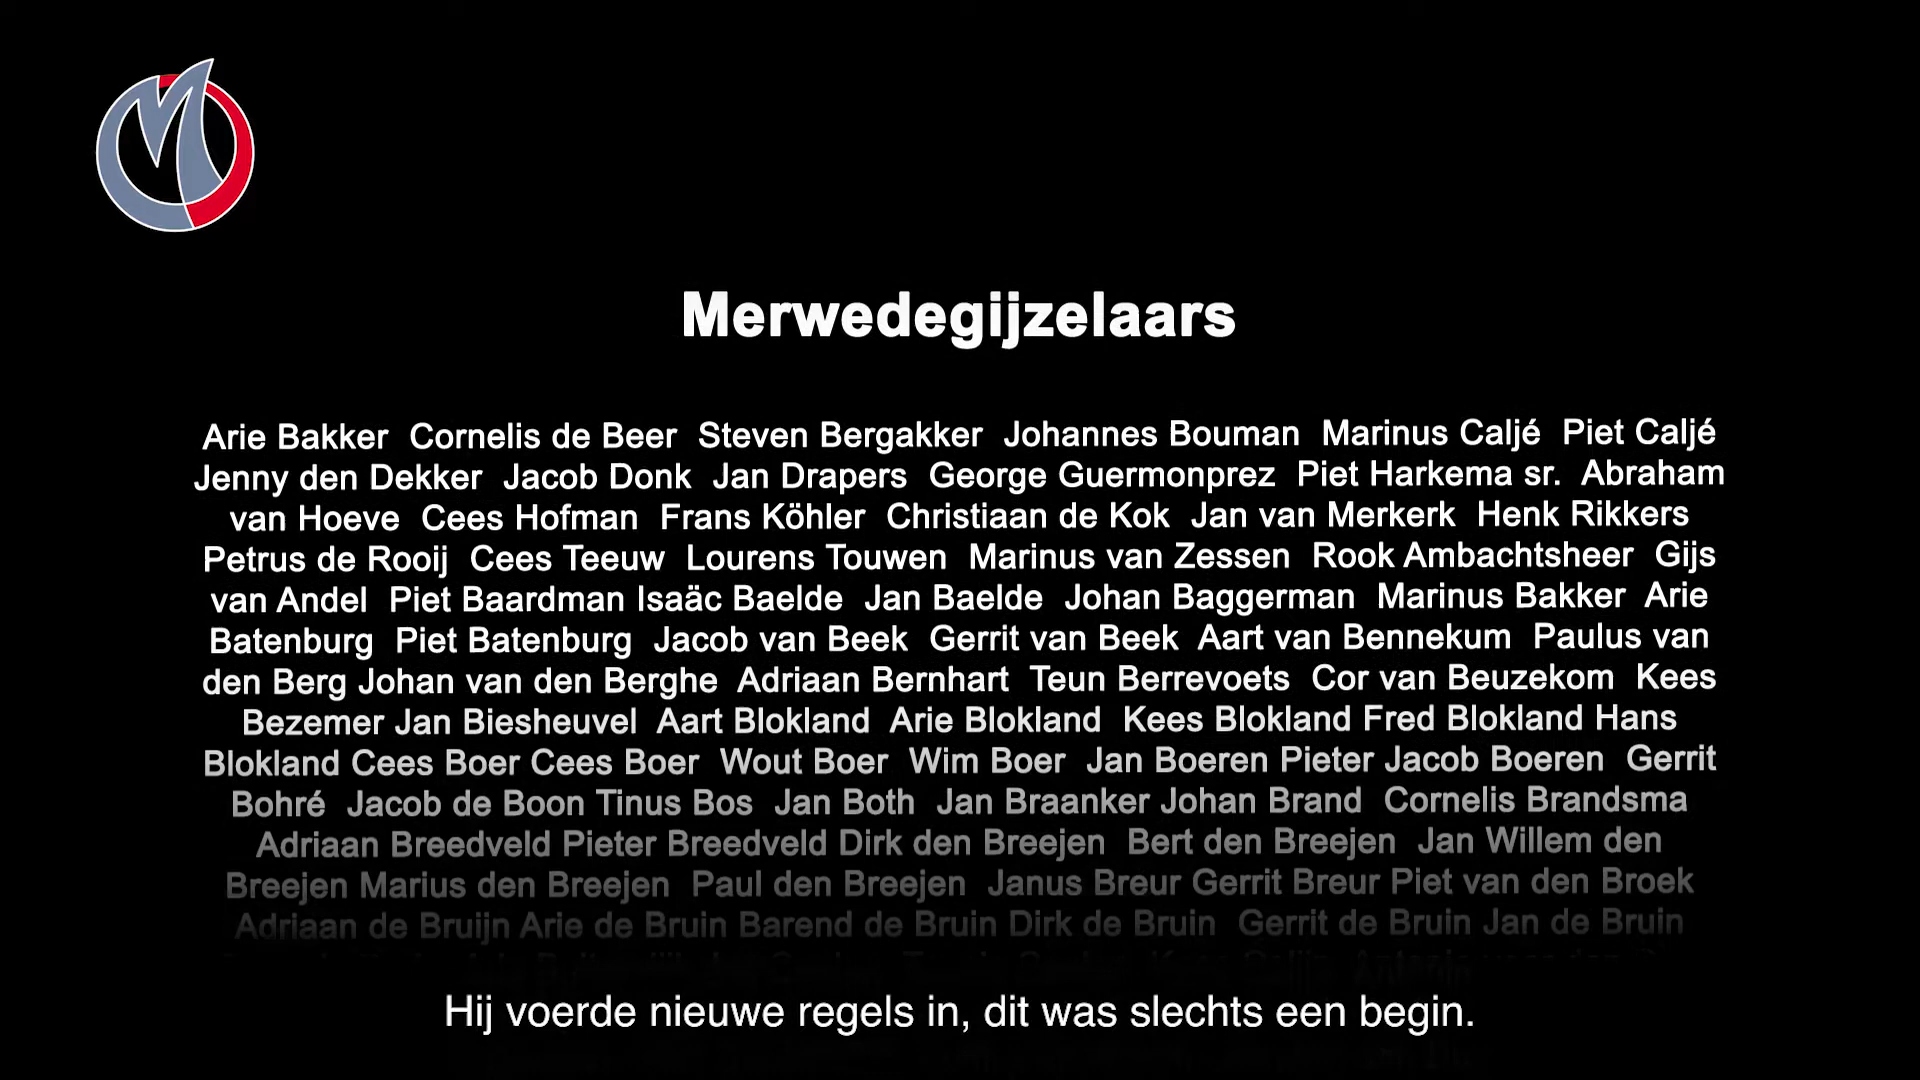 Merwedegijzelaars
Arie Bakker Cornelis de Beer Steven Bergakker Johannes Bouman Marinus Caljé Piet Caljé
Jenny den Dekker Jacob Donk Jan Drapers George Guermonprez Piet Harkema sr. Abraham
van Hoeve Cees Hofman Frans Köhler Christiaan de Kok Jan van Merkerk Henk Rikkers
Petrus de Rooij Cees Teeuw Lourens Touwen Marinus van Zessen Rook Ambachtsheer Gijs
van Andel Piet Baardman Isaäc Baelde Jan Baelde Johan Baggerman Marinus Bakker Arie
Batenburg Piet Batenburg Jacob van Beek Gerrit van Beek Aart van Bennekum Paulus van
den Berg Johan van den Berghe Adriaan Bernhart Teun Berrevoets Cor van Beuzekom Kees
Bezemer Jan Biesheuvel Aart Blokland Arie Blokland Kees Blokland Fred Blokland Hans
Blokland Cees Boer Cees Boer Wout Boer Wim Boer Jan Boeren Pieter Jacob Boeren Gerrit
Bohré Jacob de Boon Tinus Bos Jan Both Jan Braanker Johan Brand Cornelis Brandsma
Adriaan Breedveld Pieter Breedveld Dirk den Breejen Bert den Breejen Jan Willem den
Breejen Marius den Breejen Paul den Breejen Janus Breur Gerrit Breur Piet van den Broek
Adriaan de Bruijn Arie de Bruin Barend de Bruin Dirk de Bruin Gerrit de Bruin Jan de Bruin
Hij voerde nieuwe regels in, dit was slechts een begin.